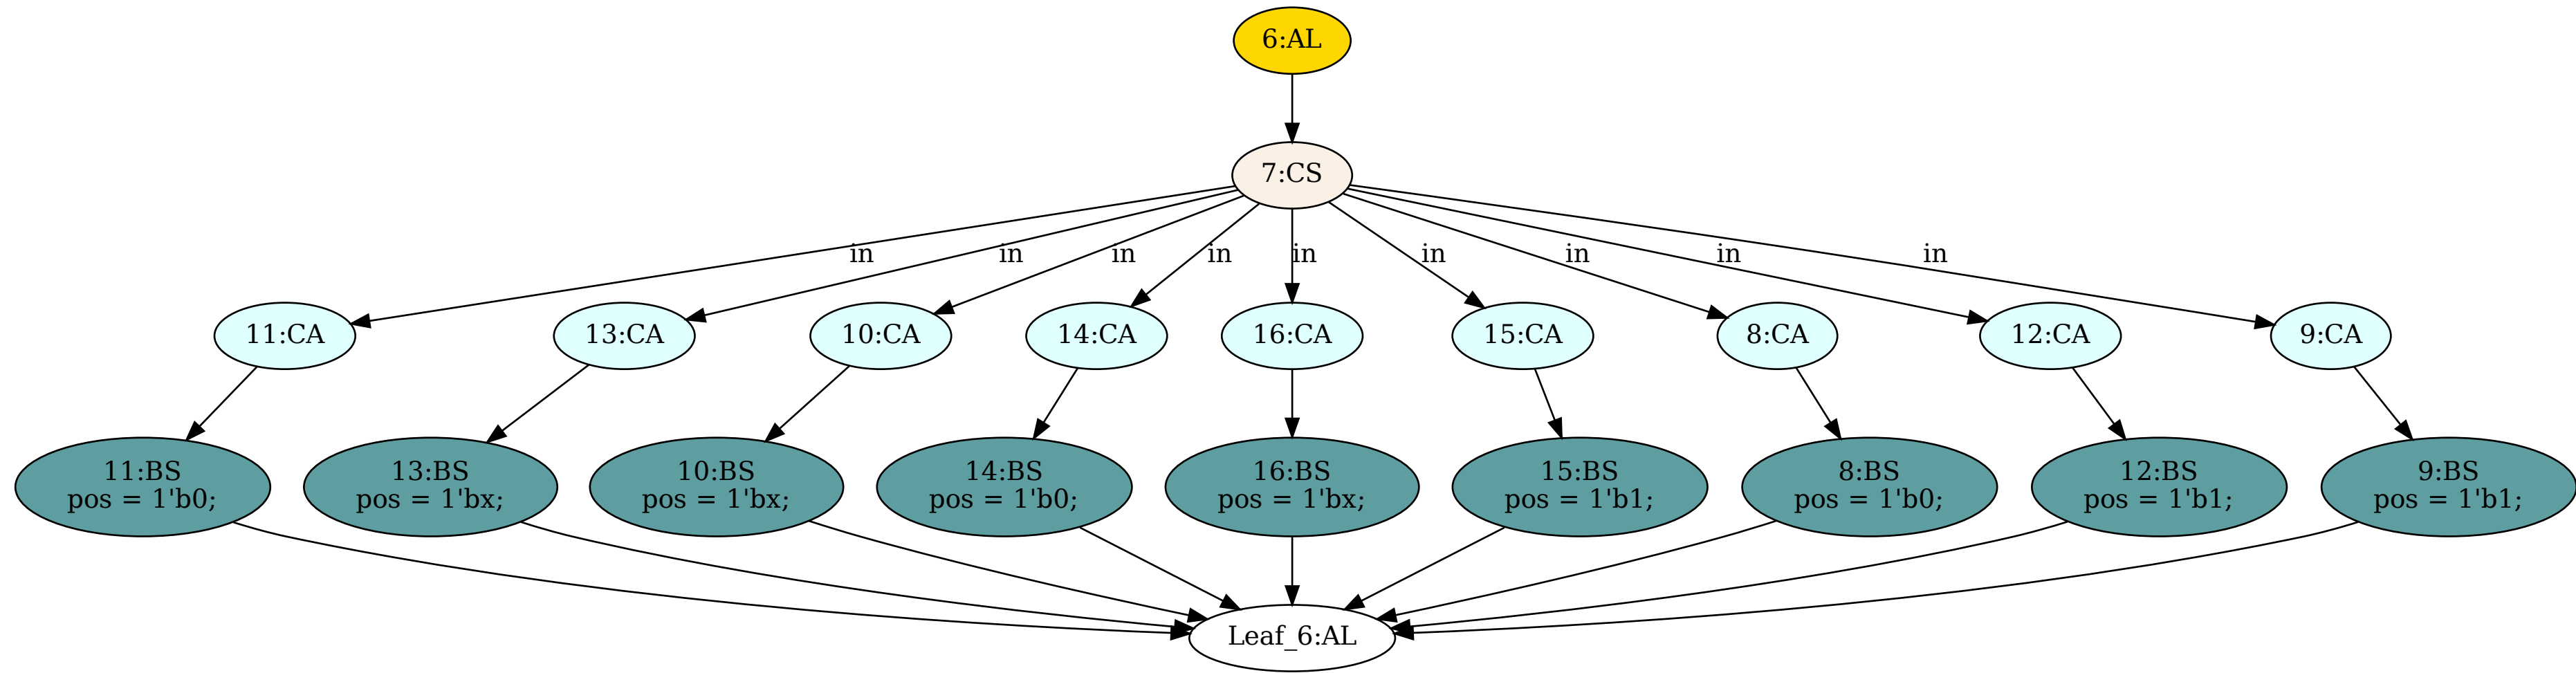 6:AL
7:CS
in in in in in in in in in
11:CA 13:CA 10:CA 14:CA 16:CA 15:CA 8:CA 12:CA 9:CA
11:BS 13:BS 10:BS 14:BS 16:BS 15:BS 8:BS 12:BS 9:BS
pos = 1'b0; pos = 1'bx; pos = 1'bx; pos = 1'b0; pos = 1'bx; pos = 1'b1; pos = 1'b0; pos = 1'b1; pos = 1'b1;
Leaf_6:AL